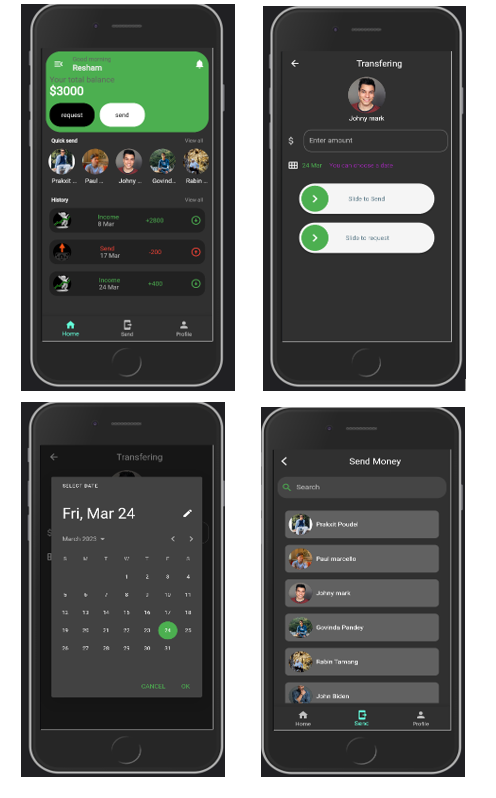 Good morning
Resham
Your total balance
$3000
request
send
Quick send
View all
Prakxit ...
Paul ...
Johny ...
Govind..
Rabin ..
History
View all
Income
8 Mar
+2800
Send
17 Mar
-200
Income
24 Mar
+400
Home
Send
Profile
Transfering
Johny mark
$
Enter amount
24 Mar
You can choose a date
Slide to Send
Slide to request
Transfering
SELECT DATE
Fri, Mar 24
March 2023
S M T W T F S
1 2 3 4
5 6 7 8 9 10 11
12 13 14 15 16 17 18
19 20 21 22 23 24 25
26 27 28 29 30 31
CANCEL
OK
Send Money
Search
Prakxit Poudel
Paul marcello
Johny mark
Govinda Pandey
Rabin Tamang
John Biden
Home
Send
Profile